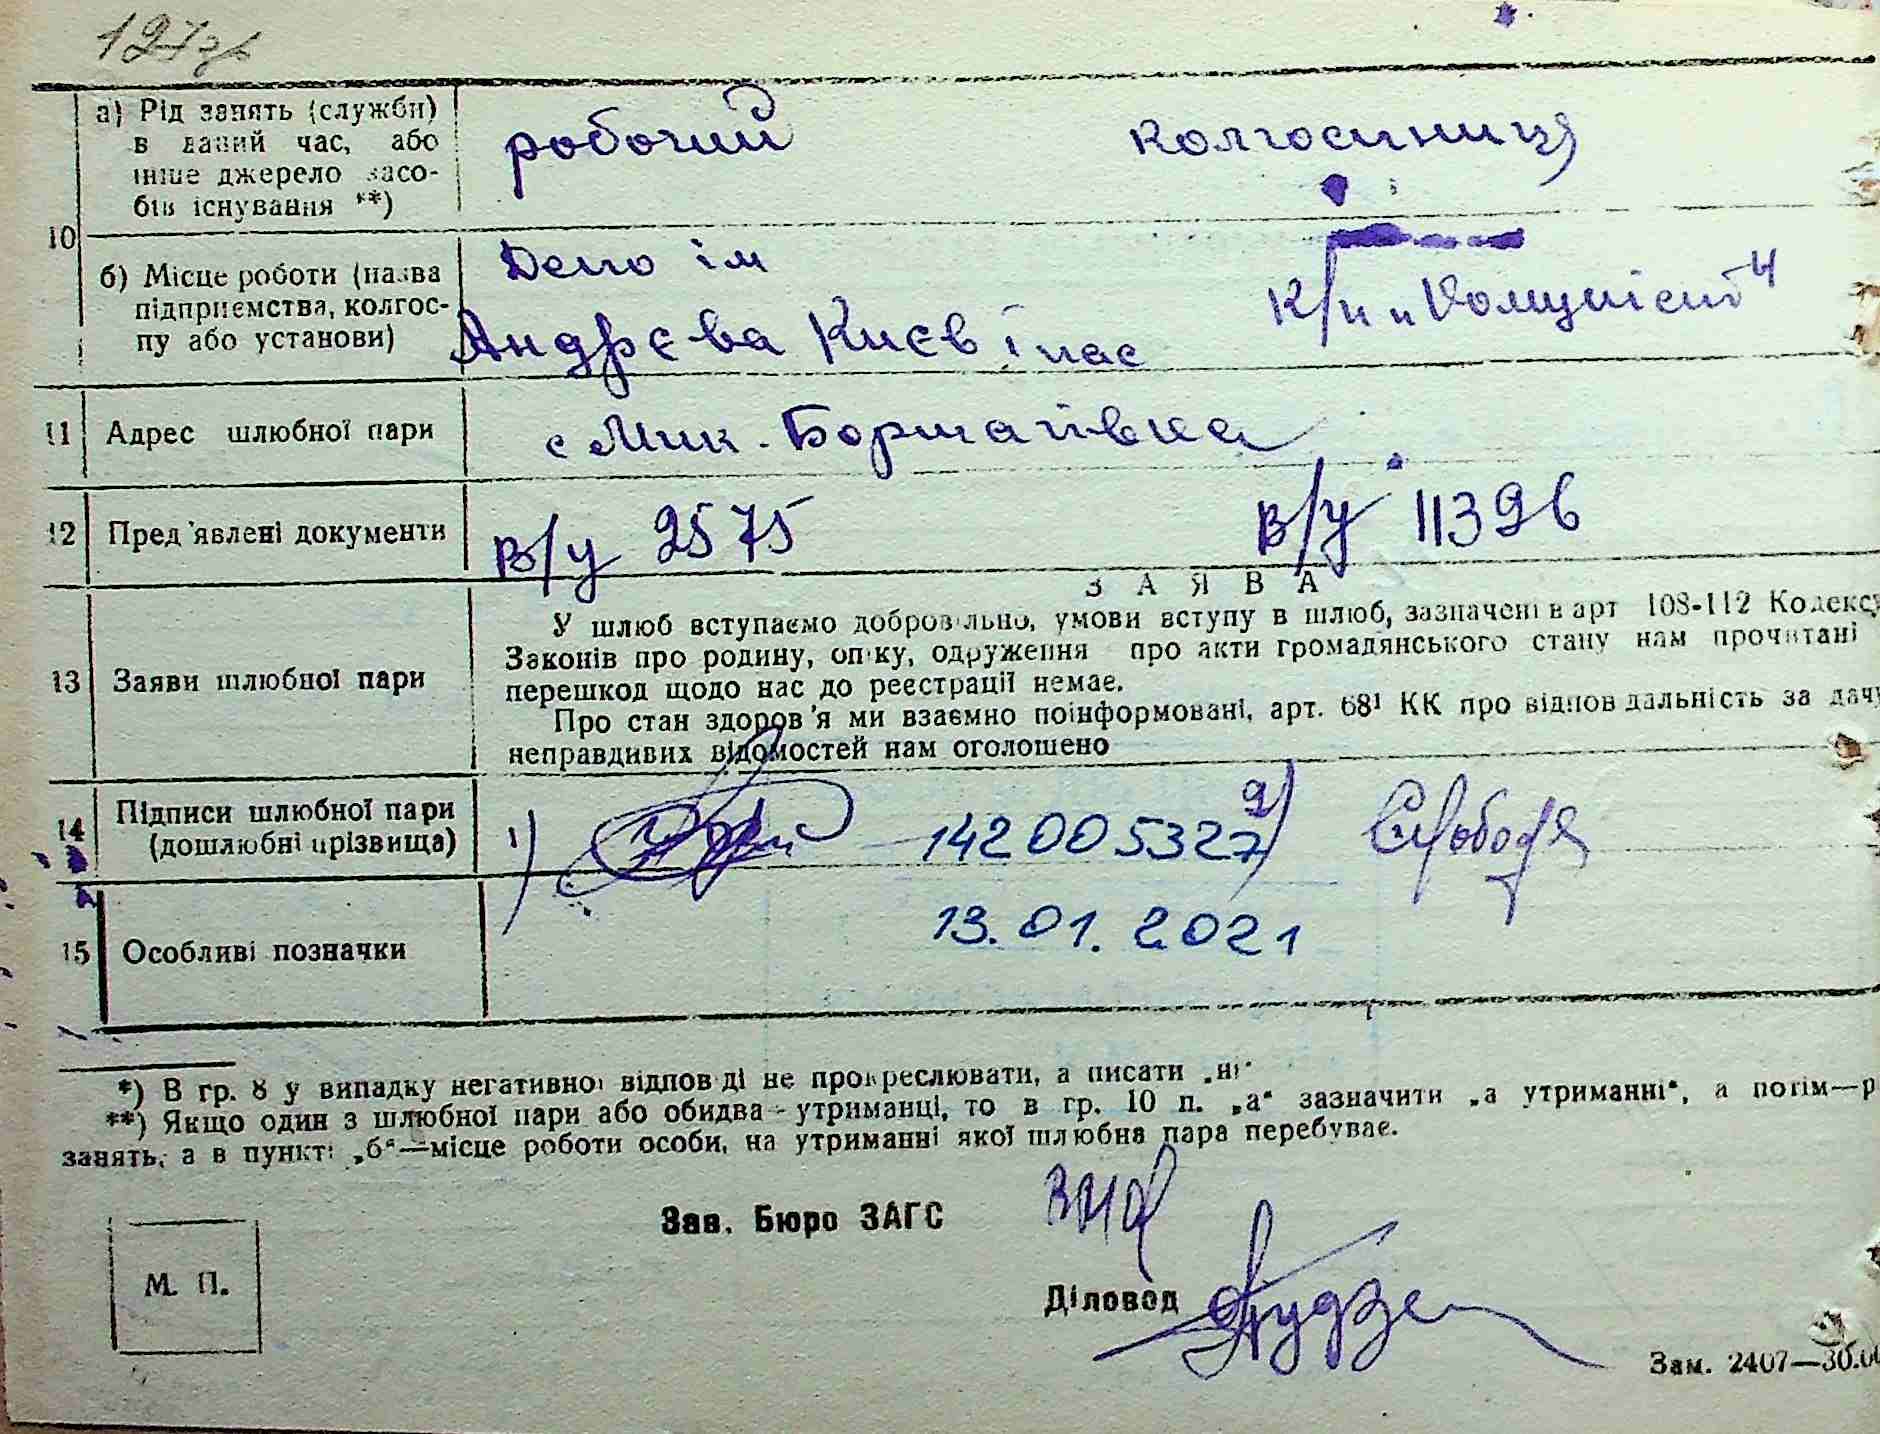 127зв
10
а) Рід занять (служби) в даний час, або інше джерело засобів існування **)
робочий
колгоспниця
б) Місце роботи (назва підприємства, колгоспу або установи)
Депо ім
Андрєва Києв і пас
К/п „Комуніст"
11 Адрес шлюбної пари
с Мик. Борщагівка
12 Пред'явлені документи
в/у 2575
в/у 11396
13 Заяви шлюбної пари
ЗАЯВА
У шлюб вступаємо добровільно, умови вступу в шлюб, зазначені в арт 108-112 Кодексу
Законів про родину, опіку, одруження про акти громадянського стану нам прочитані
перешкод щодо нас до реєстрації немає.
Про стан здоров'я ми взаємно поінформовані, арт. 68¹ КК про відповідальність за дачу
неправдивих відомостей нам оголошено
14 Підписи шлюбної пари (дошлюбні прізвища)
1)
142005327
2) Слободя
15 Особливі позначки
13.01.2021
*) В гр. 8 у випадку негативної відповіді не прокреслювати, а писати „ні"
**) Якщо один з шлюбної пари або обидва - утриманці, то в гр. 10 п. „а" зазначити „а утриманні", а потім—р
занять, а в пункті „б"—місце роботи особи, на утриманні якої шлюбна пара перебуває.
Зав. Бюро ЗАГС
М. П.
Діловод
Зам. 2407—30.0